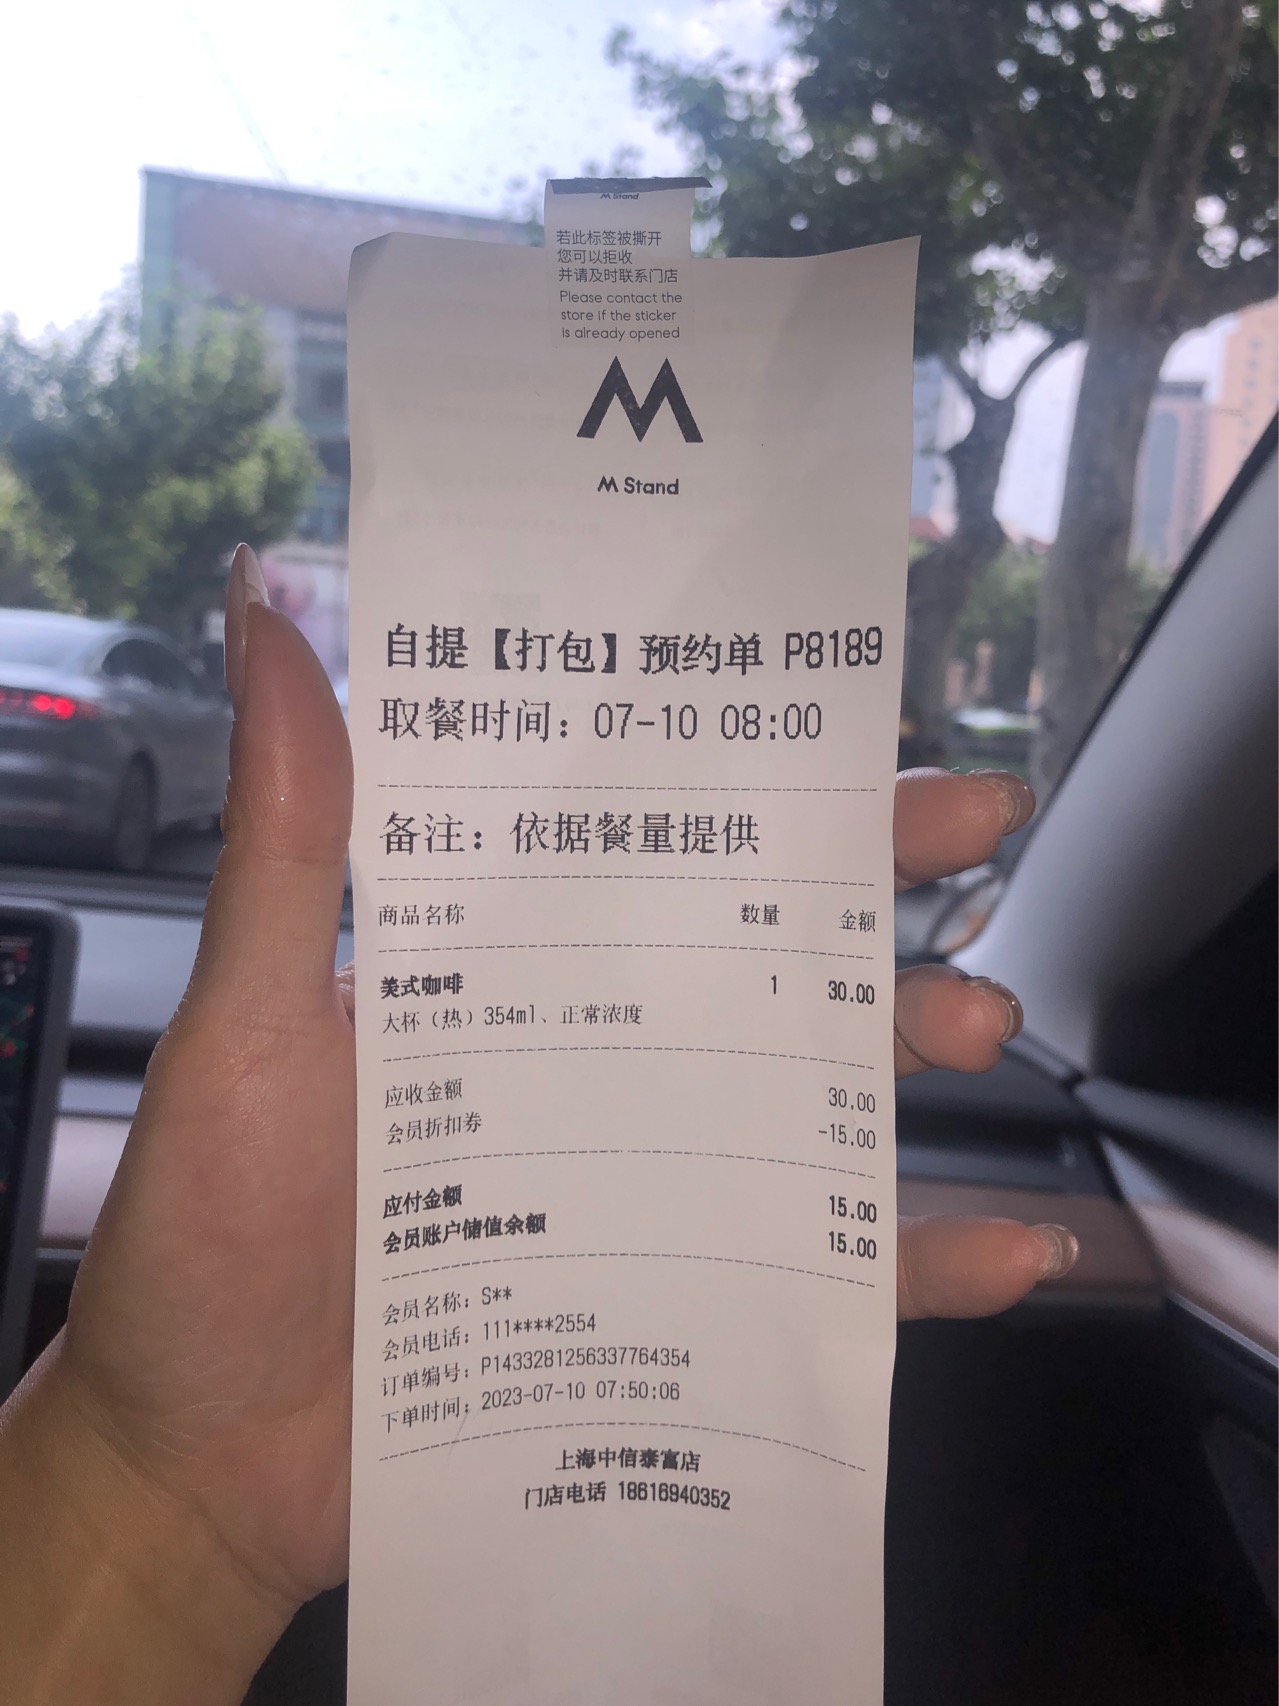 M Stand
若此标签被撕开
您可以拒收
并请及时联系门店
Please contact the
store if the sticker
is already opened
M Stand
自提【打包】预约单 P8189
取餐时间：07-10 08:00
备注：依据餐量提供
商品名称 数量 金额
美式咖啡 1 30.00
大杯（热）354ml、正常浓度
应收金额 30.00
会员折扣券 -15.00
应付金额 15.00
会员账户储值余额 15.00
会员名称：S**
会员电话：111****2554
订单编号：P1433281256337764354
下单时间：2023-07-10 07:50:06
上海中信泰富店
门店电话 18616940352